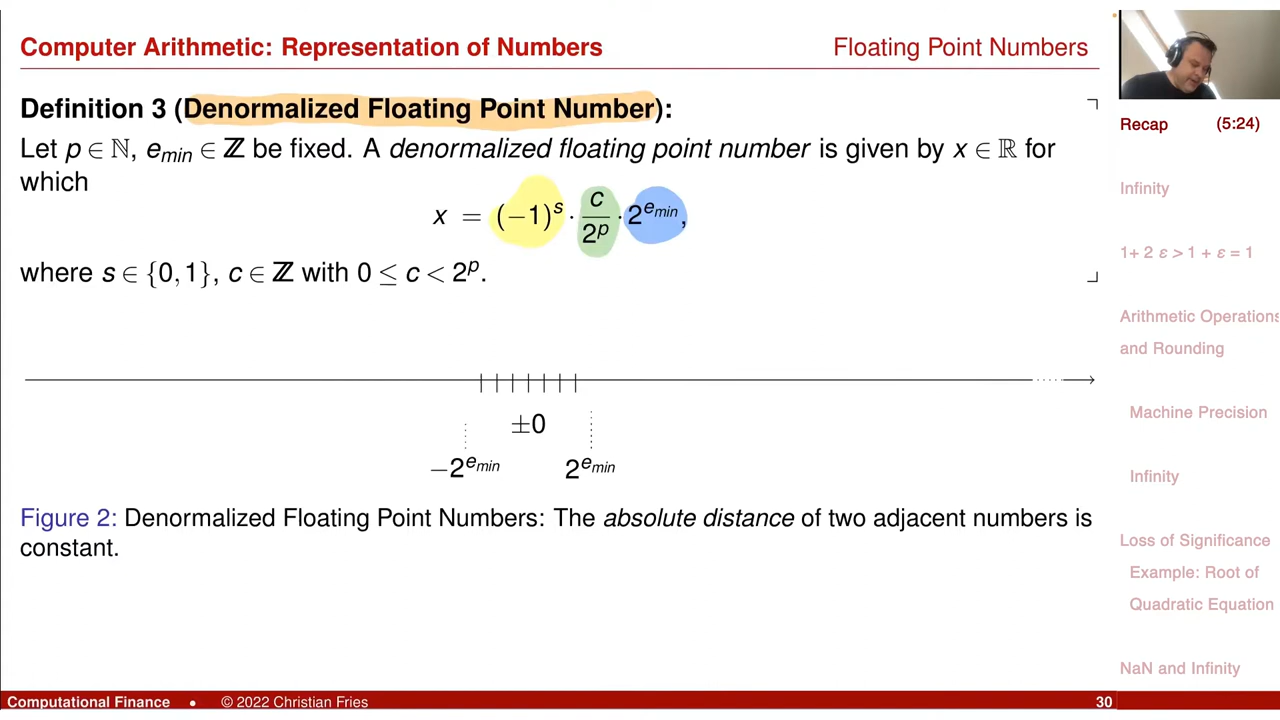 Computer Arithmetic: Representation of Numbers
Floating Point Numbers
Definition 3 (Denormalized Floating Point Number):
Let p ∈ ℕ, e_min ∈ ℤ be fixed. A denormalized floating point number is given by x ∈ ℝ for
which
x = (−1)^s · c/2^p · 2^{e_min},
where s ∈ {0, 1}, c ∈ ℤ with 0 ≤ c < 2^p.
±0
−2^{e_min}
2^{e_min}
Figure 2: Denormalized Floating Point Numbers: The absolute distance of two adjacent numbers is
constant.
Recap (5:24)
Infinity
1+ 2 ε > 1 + ε = 1
Arithmetic Operations
and Rounding
Machine Precision
Infinity
Loss of Significance
Example: Root of
Quadratic Equation
NaN and Infinity
Computational Finance • © 2022 Christian Fries
30